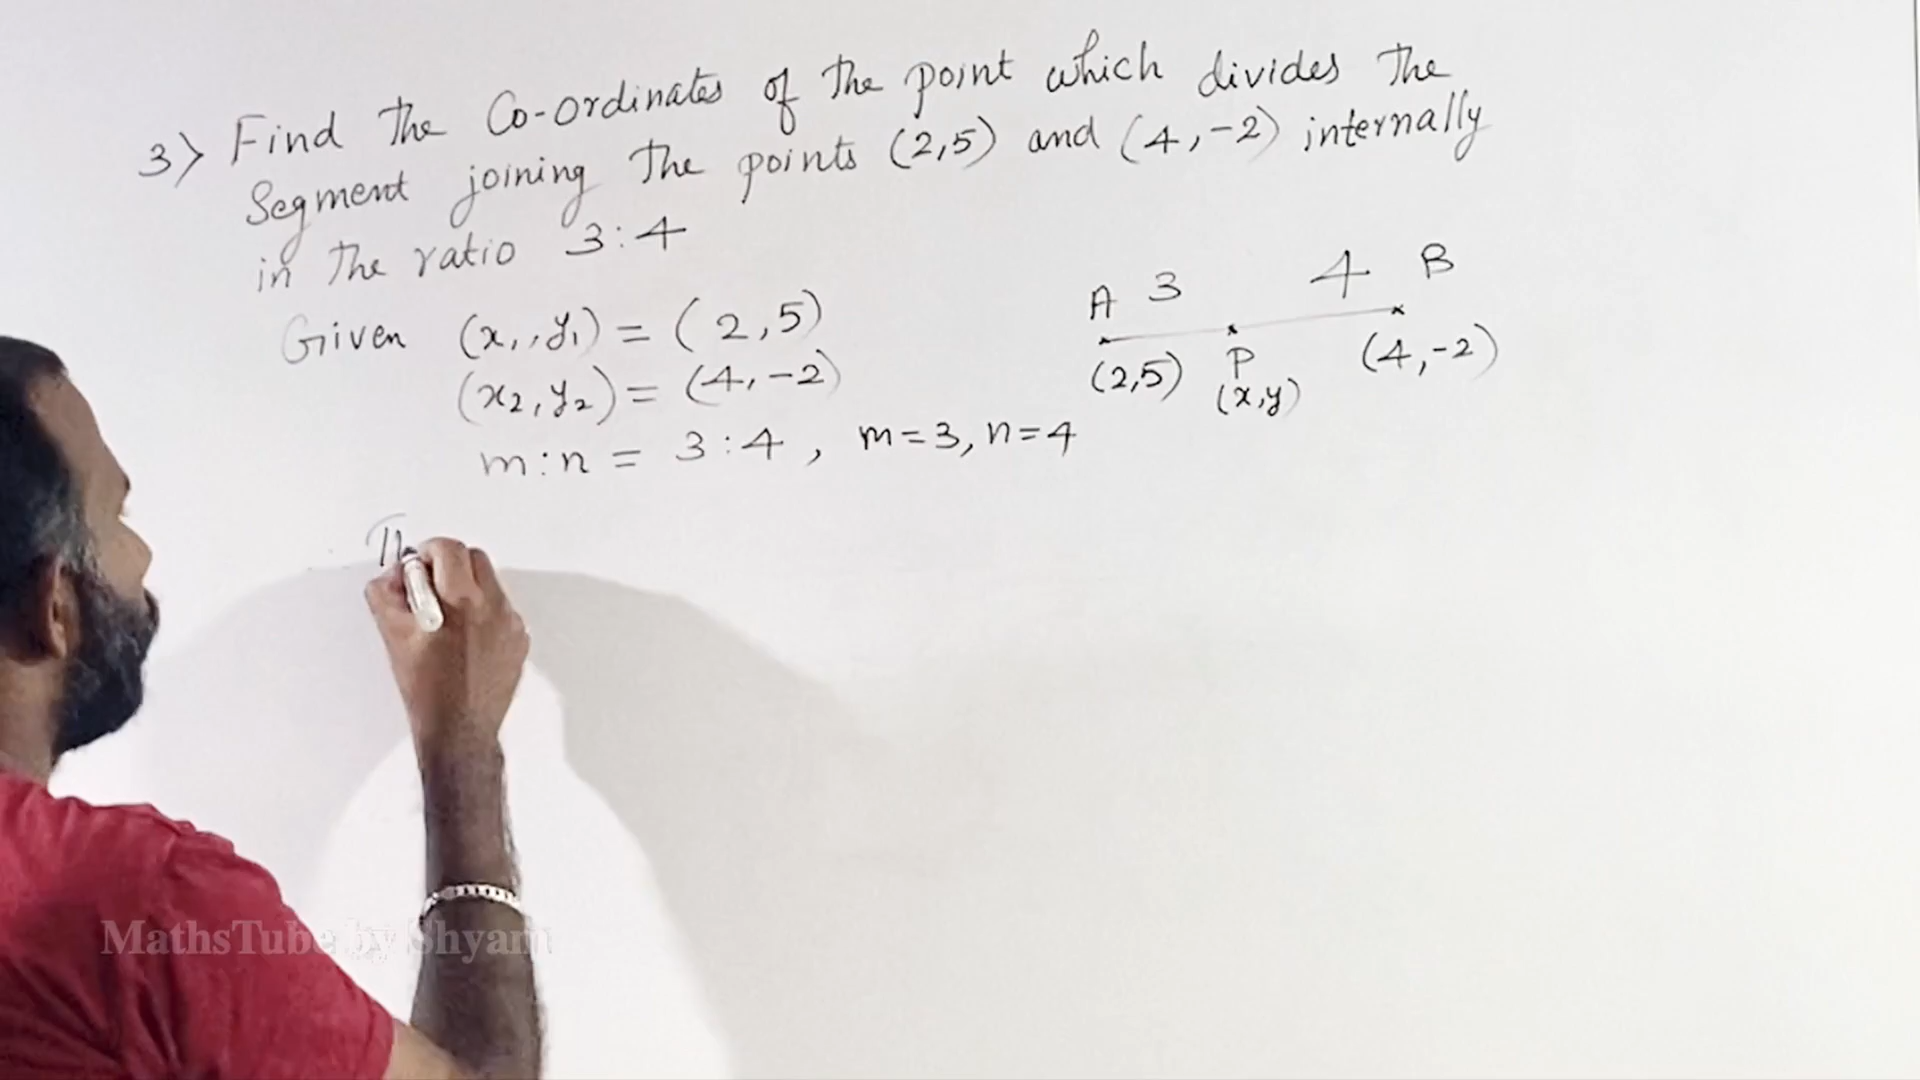 3) Find the Co-ordinates of the point which divides the
Segment joining the points (2,5) and (4,-2) internally
in the ratio 3:4
A 3 4 B
(2,5) P (4,-2)
(x,y)
Given (x₁,y₁) = (2,5)
(x₂,y₂) = (4,-2)
m:n = 3:4, m=3, n=4
MathsTube by Shyam